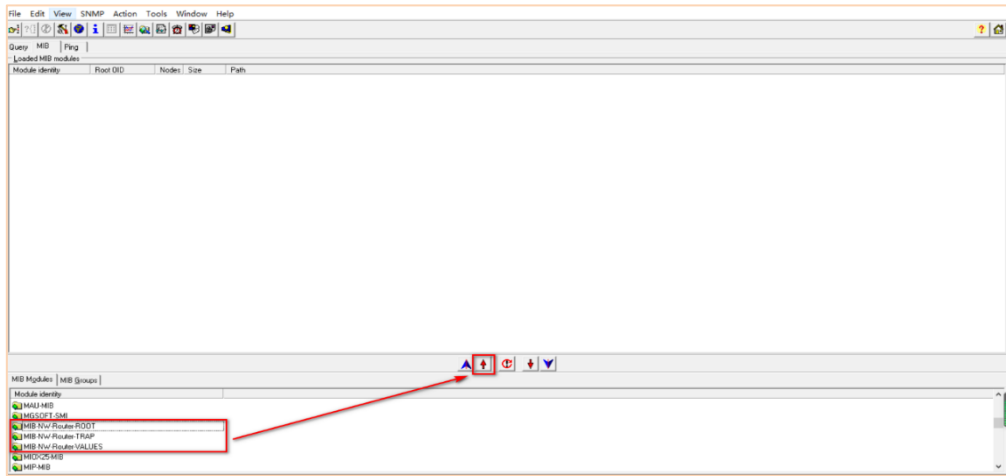 File Edit View SNMP Action Tools Window Help
Query MIB Ping
Loaded MIB modules
Module identity Root OID Nodes Size Path
MIB Modules MIB Groups
Module identity
MAU-MIB
MGSOFT-SMI
MIB-NW-Router-ROOT
MIB-NW-Router-TRAP
MIB-NW-Router-VALUES
MIOX25-MIB
MIP-MIB